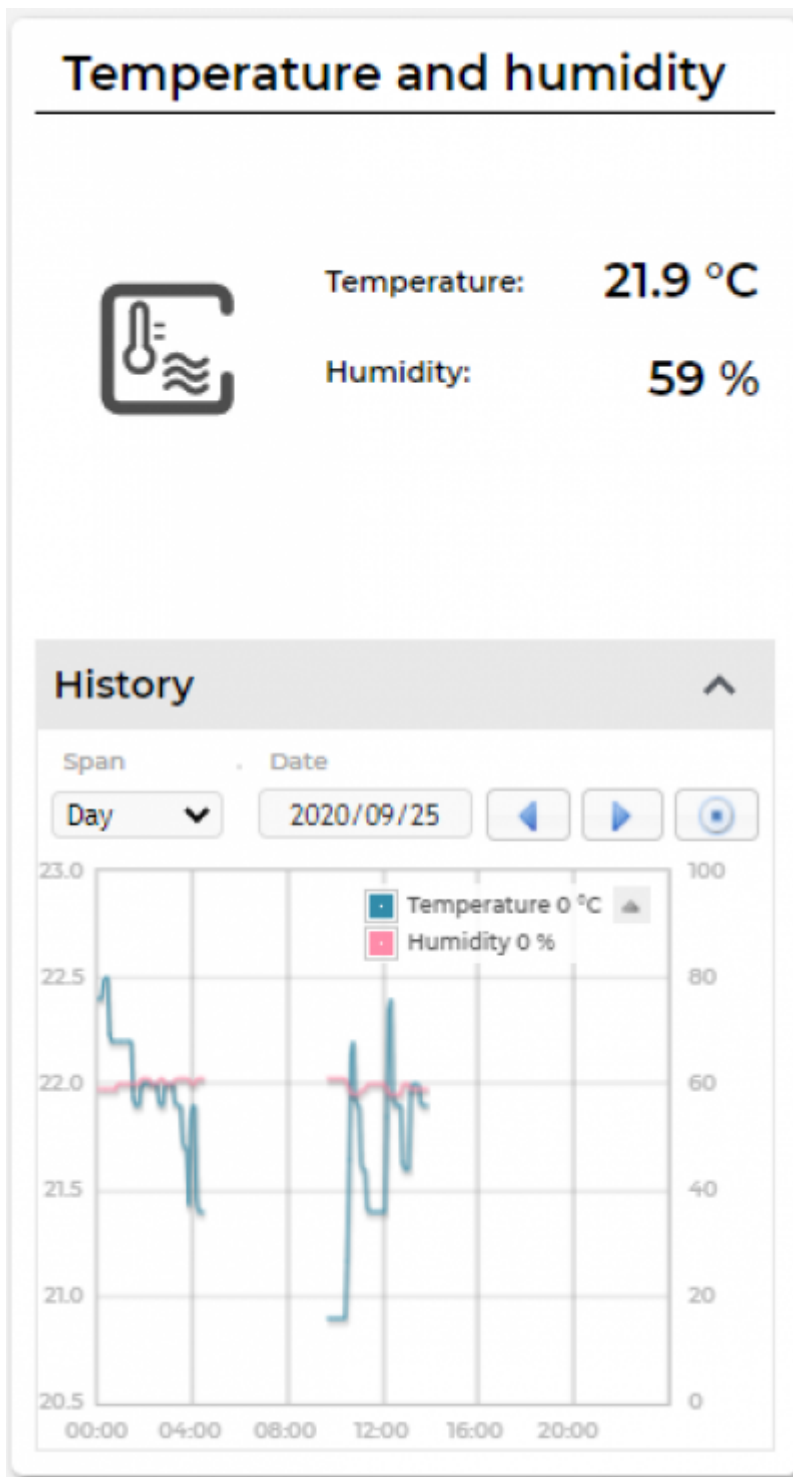 Temperature and humidity
Temperature: 21.9 °C
Humidity: 59 %
History
Span . Date
Day 2020/09/25
23.0 100
Temperature 0 °C
Humidity 0 %
22.5 80
22.0 60
21.5 40
21.0 20
20.5 0
00:00 04:00 08:00 12:00 16:00 20:00